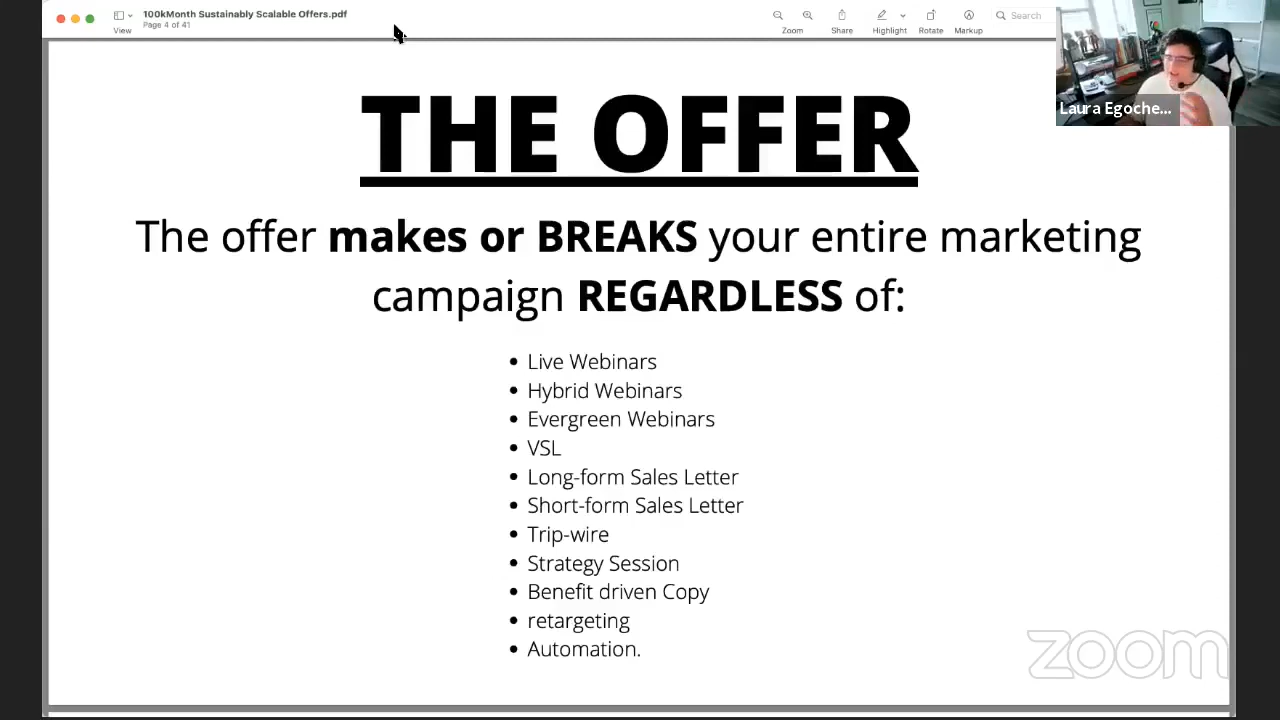 100kMonth Sustainably Scalable Offers.pdf
Page 4 of 41
View
Zoom
Share
Highlight
Rotate
Markup
Search
Laura Egoche...
THE OFFER
The offer makes or BREAKS your entire marketing
campaign REGARDLESS of:
• Live Webinars
• Hybrid Webinars
• Evergreen Webinars
• VSL
• Long-form Sales Letter
• Short-form Sales Letter
• Trip-wire
• Strategy Session
• Benefit driven Copy
• retargeting
• Automation.
zoom